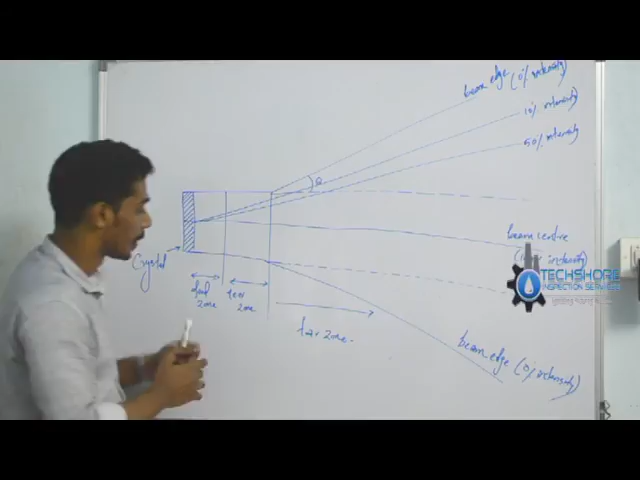 beam edge (0% intensity)
10% intensity
50% intensity
θ
beam centre
Crystal
dead
zone
near
zone
far zone.
beam edge (0% intensity)
TECHSHORE
INSPECTION SERVICES